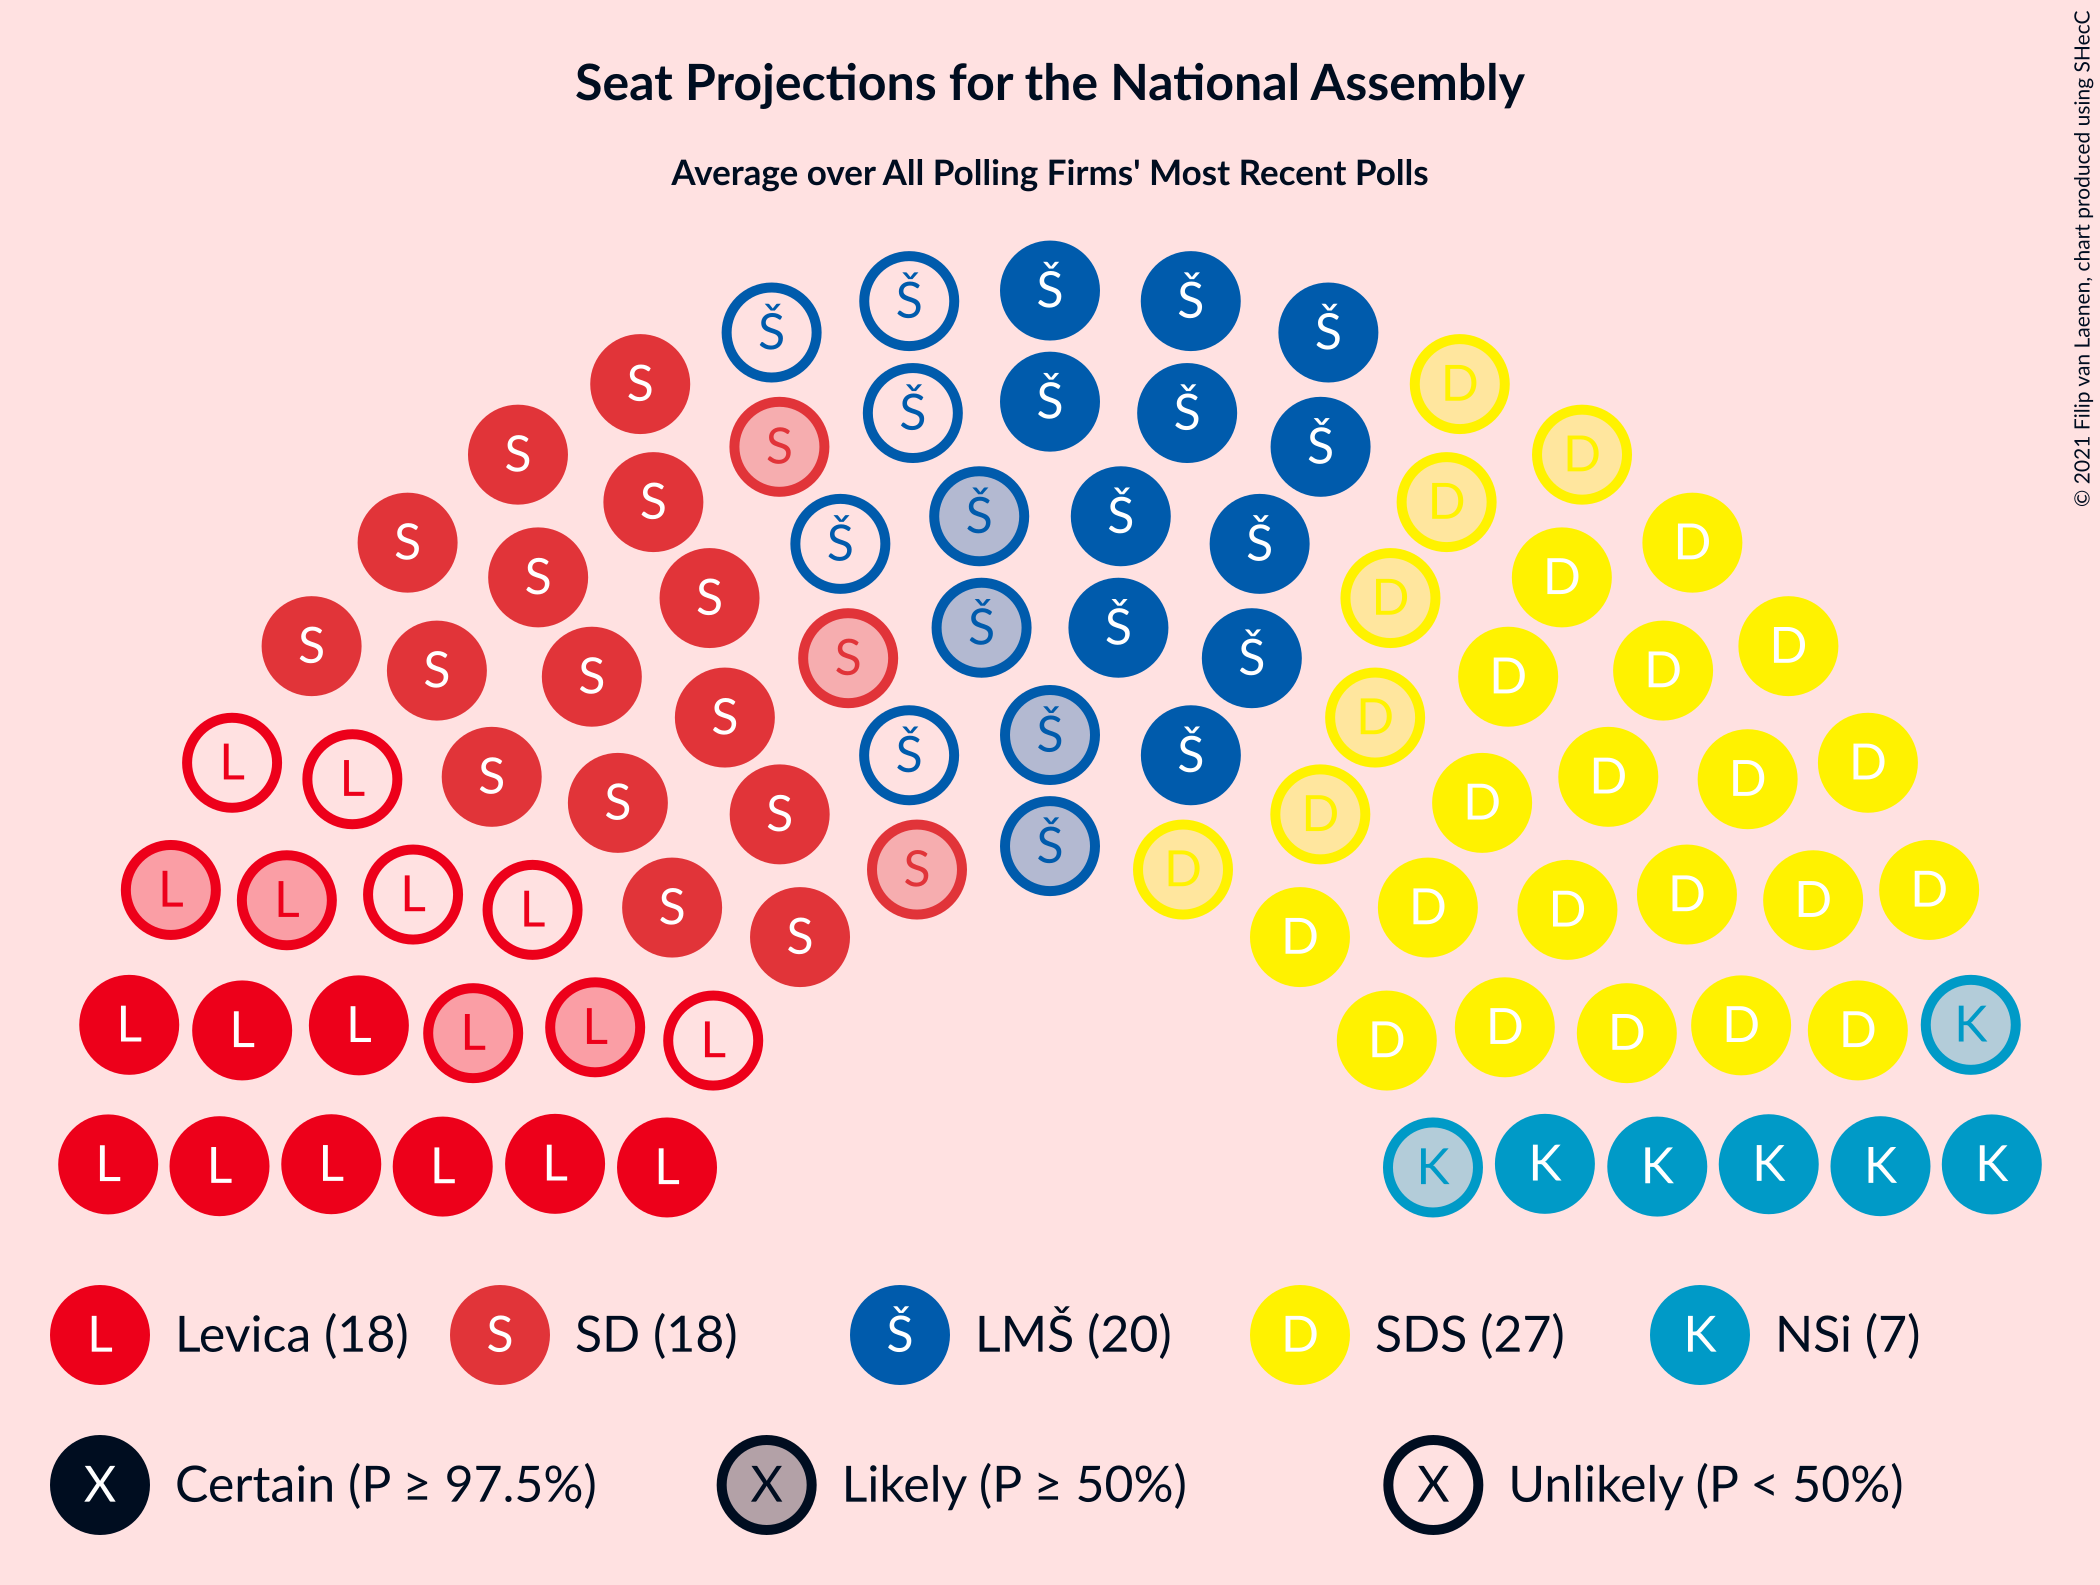 Seat Projections for the National Assembly
Average over All Polling Firms' Most Recent Polls
© 2021 Filip van Laenen, chart produced using SHecC
Š Š Š Š Š
S S Š Š Š Š D D
S S S Š Š Š Š D D D
S S S S Š Š Š D D D D
S S S S Š Š Š D D D D
L L S S S S Š D D D D D
L L L L S S D D D D D D
L L L L L L D D D D D K
L L L L L L K K K K K K
L Levica (18) S SD (18) Š LMŠ (20) D SDS (27) K NSi (7)
X Certain (P ≥ 97.5%) X Likely (P ≥ 50%) X Unlikely (P < 50%)